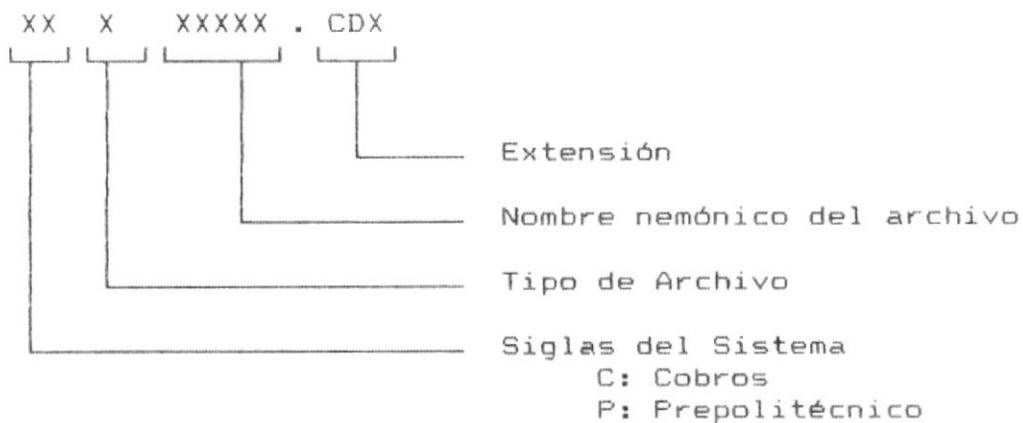 XX X XXXXX . CDX
Extensión
Nombre nemónico del archivo
Tipo de Archivo
Siglas del Sistema
C: Cobros
P: Prepolitécnico